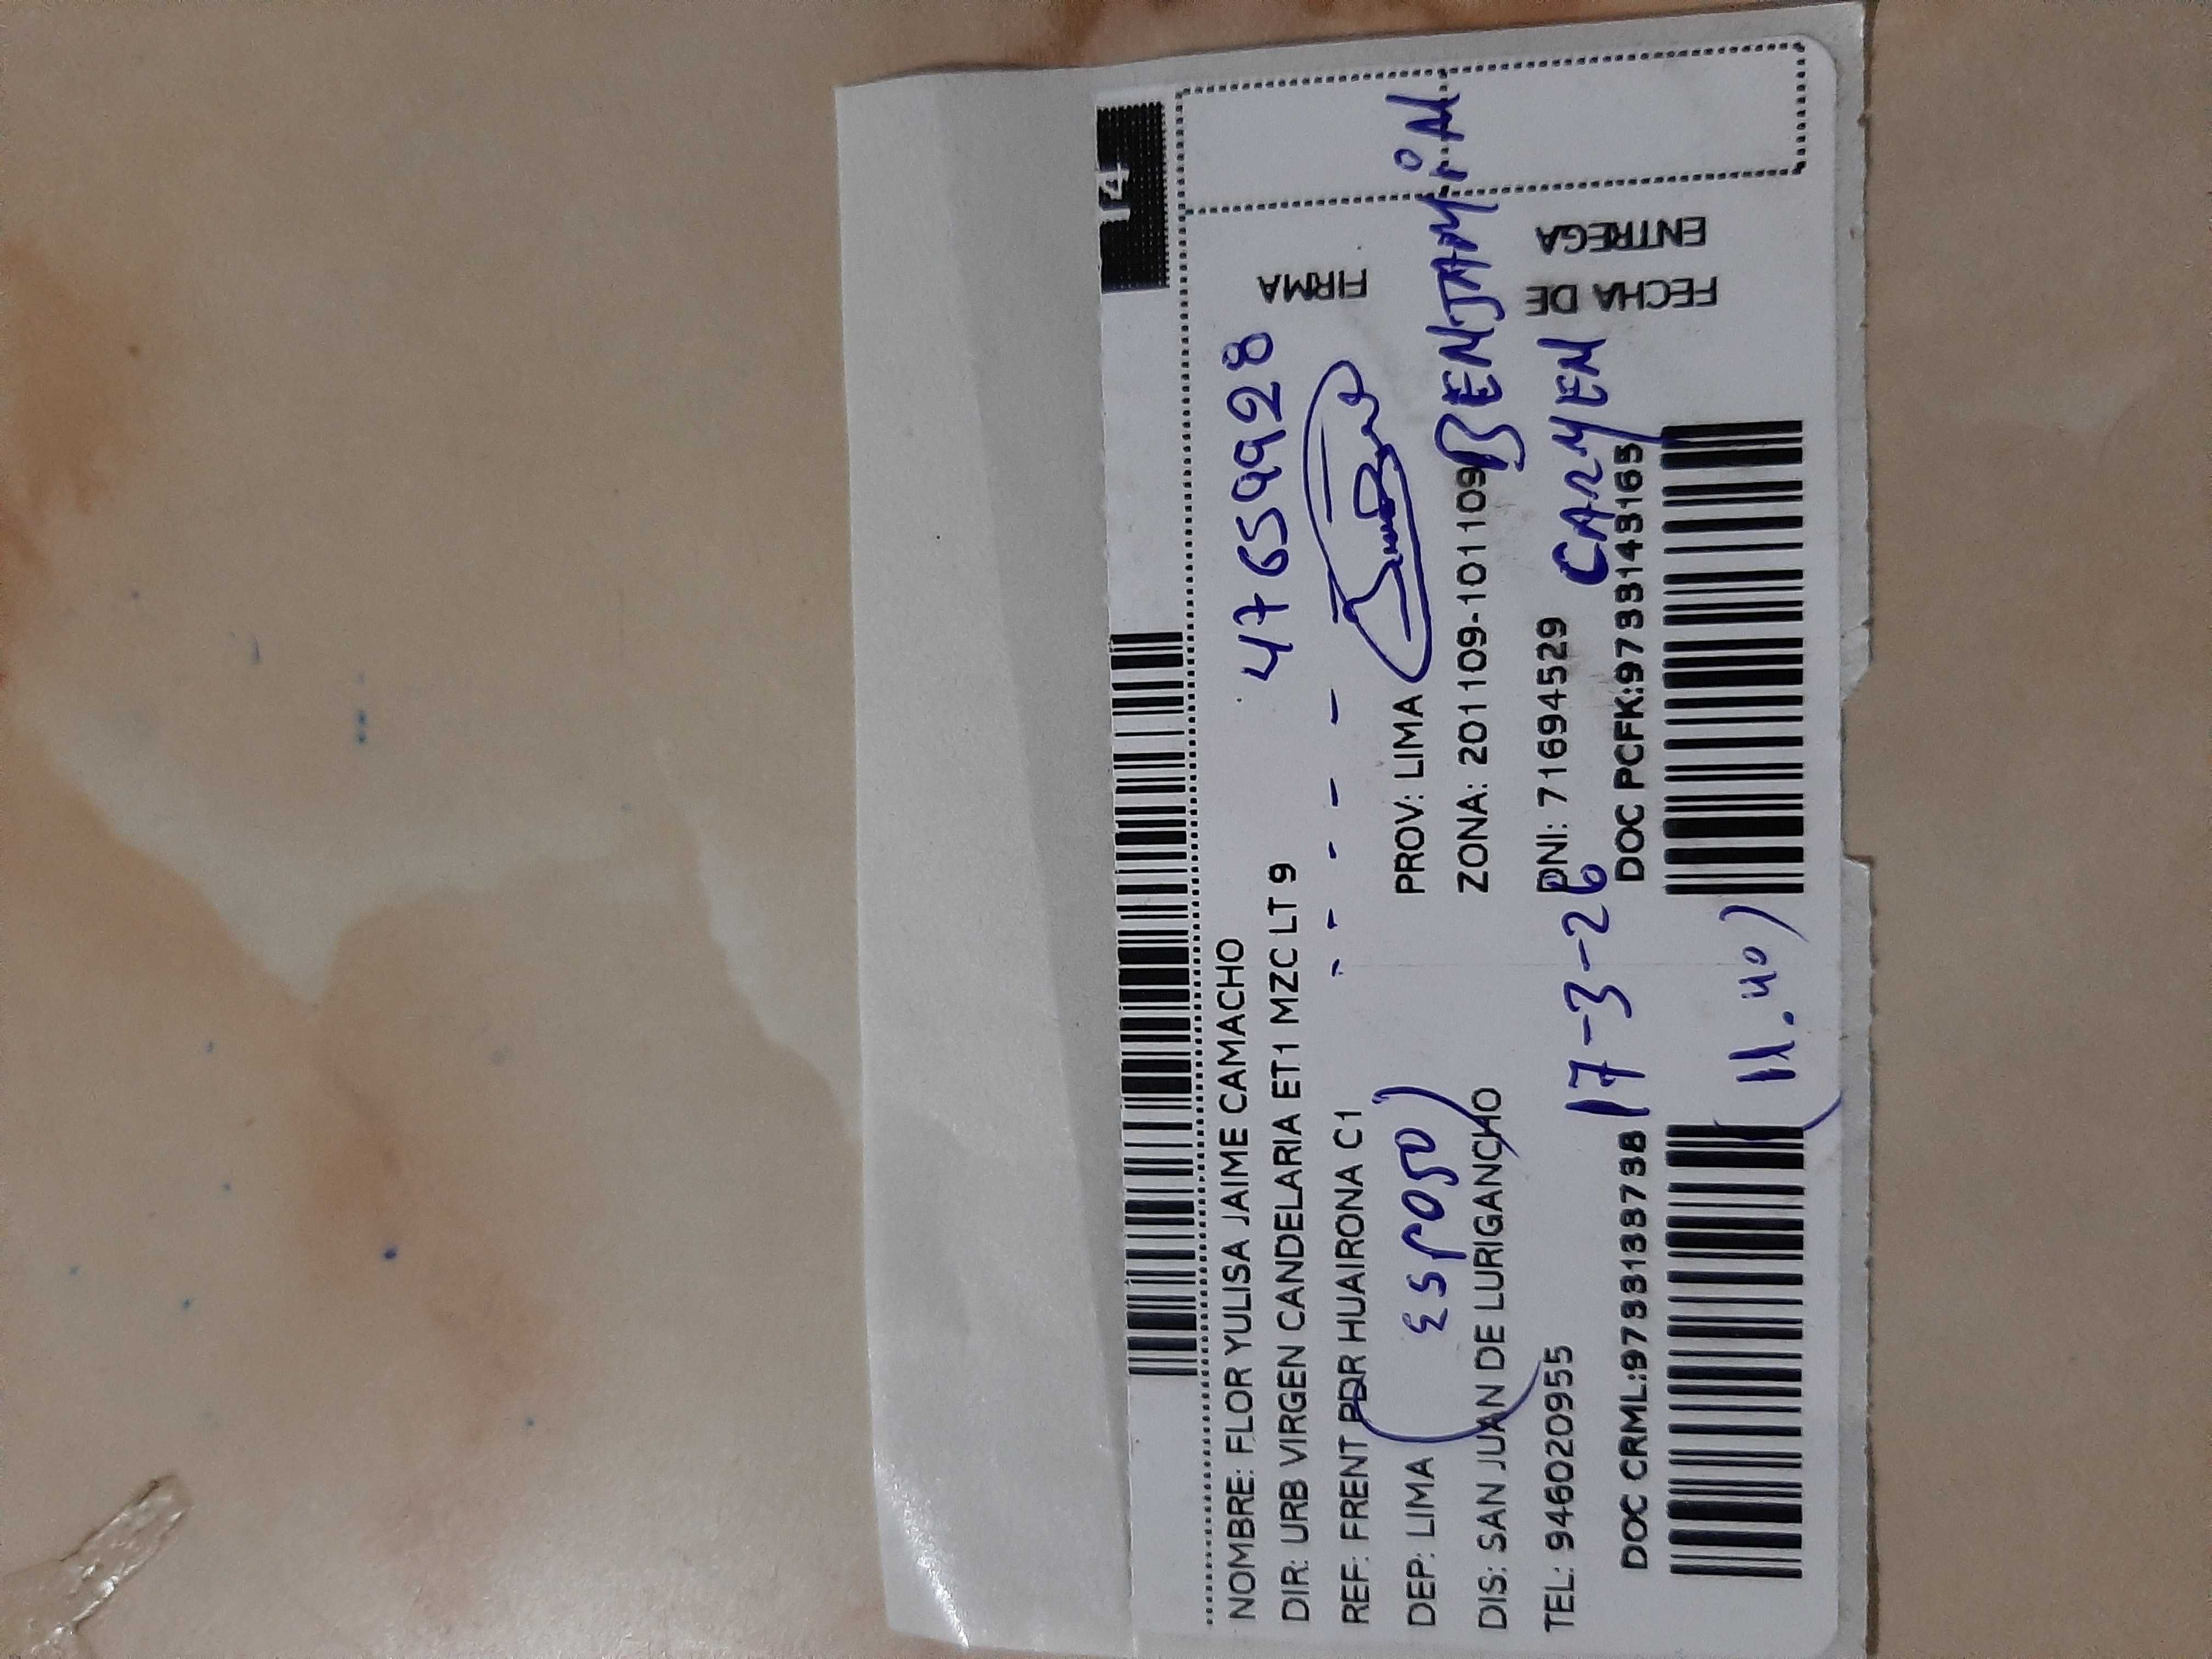 14
NOMBRE: FLOR YULISA JAIME CAMACHO
47659928
DIR: URB VIRGEN CANDELARIA ET1 MZC LT 9
REF: FRENT PDR HUAIRONA C1
FIRMA
DEP: LIMA
(ESPOSO)
PROV: LIMA
BENJAMIN
DIS: SAN JUAN DE LURIGANCHO
ZONA: 201109-1011109
TEL: 946020955
17-3-26
DNI: 71694529
CARMEN
FECHA DE
ENTREGA
DOC CRML:9733138738
DOC PCFK:9733143165
(11.40)